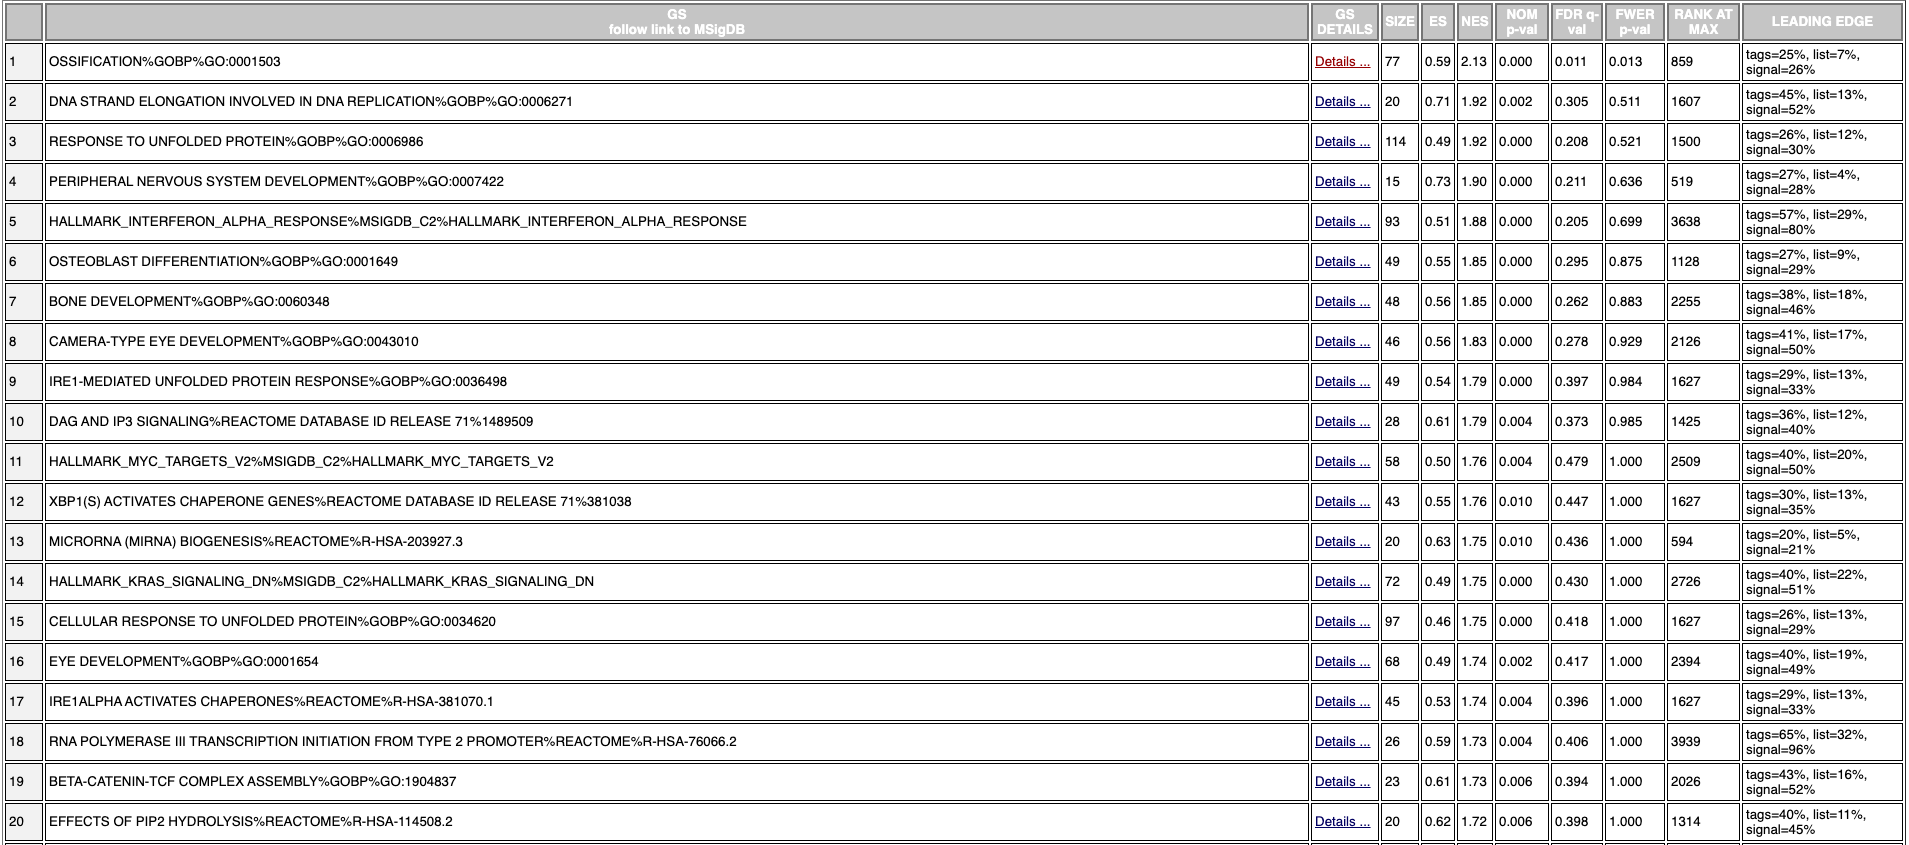 GS
follow link to MSigDB
GS DETAILS
SIZE
ES
NES
NOM p-val
FDR q-val
FWER p-val
RANK AT MAX
LEADING EDGE
1 OSSIFICATION%GOBP%GO:0001503 Details ... 77 0.59 2.13 0.000 0.011 0.013 859 tags=25%, list=7%, signal=26%
2 DNA STRAND ELONGATION INVOLVED IN DNA REPLICATION%GOBP%GO:0006271 Details ... 20 0.71 1.92 0.002 0.305 0.511 1607 tags=45%, list=13%, signal=52%
3 RESPONSE TO UNFOLDED PROTEIN%GOBP%GO:0006986 Details ... 114 0.49 1.92 0.000 0.208 0.521 1500 tags=26%, list=12%, signal=30%
4 PERIPHERAL NERVOUS SYSTEM DEVELOPMENT%GOBP%GO:0007422 Details ... 15 0.73 1.90 0.000 0.211 0.636 519 tags=27%, list=4%, signal=28%
5 HALLMARK_INTERFERON_ALPHA_RESPONSE%MSIGDB_C2%HALLMARK_INTERFERON_ALPHA_RESPONSE Details ... 93 0.51 1.88 0.000 0.205 0.699 3638 tags=57%, list=29%, signal=80%
6 OSTEOBLAST DIFFERENTIATION%GOBP%GO:0001649 Details ... 49 0.55 1.85 0.000 0.295 0.875 1128 tags=27%, list=9%, signal=29%
7 BONE DEVELOPMENT%GOBP%GO:0060348 Details ... 48 0.56 1.85 0.000 0.262 0.883 2255 tags=38%, list=18%, signal=46%
8 CAMERA-TYPE EYE DEVELOPMENT%GOBP%GO:0043010 Details ... 46 0.56 1.83 0.000 0.278 0.929 2126 tags=41%, list=17%, signal=50%
9 IRE1-MEDIATED UNFOLDED PROTEIN RESPONSE%GOBP%GO:0036498 Details ... 49 0.54 1.79 0.000 0.397 0.984 1627 tags=29%, list=13%, signal=33%
10 DAG AND IP3 SIGNALING%REACTOME DATABASE ID RELEASE 71%1489509 Details ... 28 0.61 1.79 0.004 0.373 0.985 1425 tags=36%, list=12%, signal=40%
11 HALLMARK_MYC_TARGETS_V2%MSIGDB_C2%HALLMARK_MYC_TARGETS_V2 Details ... 58 0.50 1.76 0.004 0.479 1.000 2509 tags=40%, list=20%, signal=50%
12 XBP1(S) ACTIVATES CHAPERONE GENES%REACTOME DATABASE ID RELEASE 71%381038 Details ... 43 0.55 1.76 0.010 0.447 1.000 1627 tags=30%, list=13%, signal=35%
13 MICRORNA (MIRNA) BIOGENESIS%REACTOME%R-HSA-203927.3 Details ... 20 0.63 1.75 0.010 0.436 1.000 594 tags=20%, list=5%, signal=21%
14 HALLMARK_KRAS_SIGNALING_DN%MSIGDB_C2%HALLMARK_KRAS_SIGNALING_DN Details ... 72 0.49 1.75 0.000 0.430 1.000 2726 tags=40%, list=22%, signal=51%
15 CELLULAR RESPONSE TO UNFOLDED PROTEIN%GOBP%GO:0034620 Details ... 97 0.46 1.75 0.000 0.418 1.000 1627 tags=26%, list=13%, signal=29%
16 EYE DEVELOPMENT%GOBP%GO:0001654 Details ... 68 0.49 1.74 0.002 0.417 1.000 2394 tags=40%, list=19%, signal=49%
17 IRE1ALPHA ACTIVATES CHAPERONES%REACTOME%R-HSA-381070.1 Details ... 45 0.53 1.74 0.004 0.396 1.000 1627 tags=29%, list=13%, signal=33%
18 RNA POLYMERASE III TRANSCRIPTION INITIATION FROM TYPE 2 PROMOTER%REACTOME%R-HSA-76066.2 Details ... 26 0.59 1.73 0.004 0.406 1.000 3939 tags=65%, list=32%, signal=96%
19 BETA-CATENIN-TCF COMPLEX ASSEMBLY%GOBP%GO:1904837 Details ... 23 0.61 1.73 0.006 0.394 1.000 2026 tags=43%, list=16%, signal=52%
20 EFFECTS OF PIP2 HYDROLYSIS%REACTOME%R-HSA-114508.2 Details ... 20 0.62 1.72 0.006 0.398 1.000 1314 tags=40%, list=11%, signal=45%